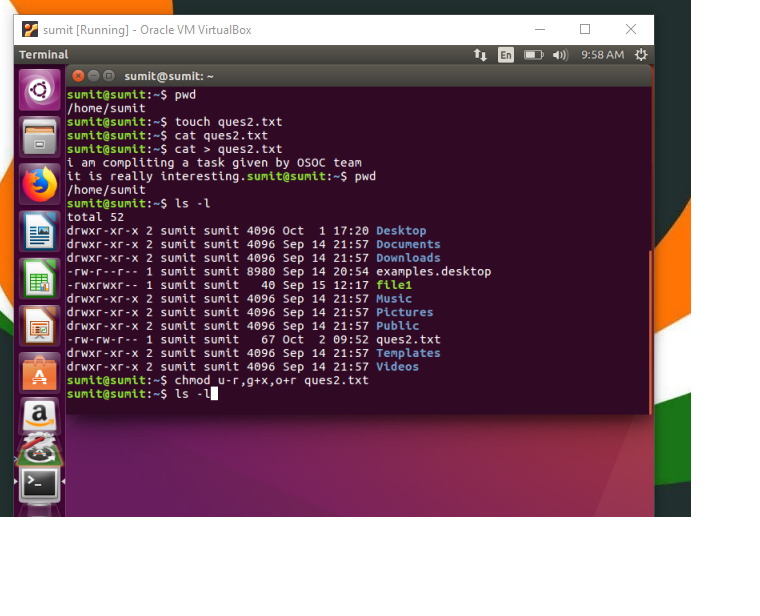 sumit [Running] - Oracle VM VirtualBox
Terminal
En
9:58 AM
sumit@sumit: ~
sumit@sumit:~$ pwd
/home/sumit
sumit@sumit:~$ touch ques2.txt
sumit@sumit:~$ cat ques2.txt
sumit@sumit:~$ cat > ques2.txt
i am compliting a task given by OSOC team
it is really interesting.sumit@sumit:~$ pwd
/home/sumit
sumit@sumit:~$ ls -l
total 52
drwxr-xr-x 2 sumit sumit 4096 Oct  1 17:20 Desktop
drwxr-xr-x 2 sumit sumit 4096 Sep 14 21:57 Documents
drwxr-xr-x 2 sumit sumit 4096 Sep 14 21:57 Downloads
-rw-r--r-- 1 sumit sumit 8980 Sep 14 20:54 examples.desktop
-rwxrwxr-- 1 sumit sumit   40 Sep 15 12:17 file1
drwxr-xr-x 2 sumit sumit 4096 Sep 14 21:57 Music
drwxr-xr-x 2 sumit sumit 4096 Sep 14 21:57 Pictures
drwxr-xr-x 2 sumit sumit 4096 Sep 14 21:57 Public
-rw-rw-r-- 1 sumit sumit   67 Oct  2 09:52 ques2.txt
drwxr-xr-x 2 sumit sumit 4096 Sep 14 21:57 Templates
drwxr-xr-x 2 sumit sumit 4096 Sep 14 21:57 Videos
sumit@sumit:~$ chmod u-r,g+x,o+r ques2.txt
sumit@sumit:~$ ls -l